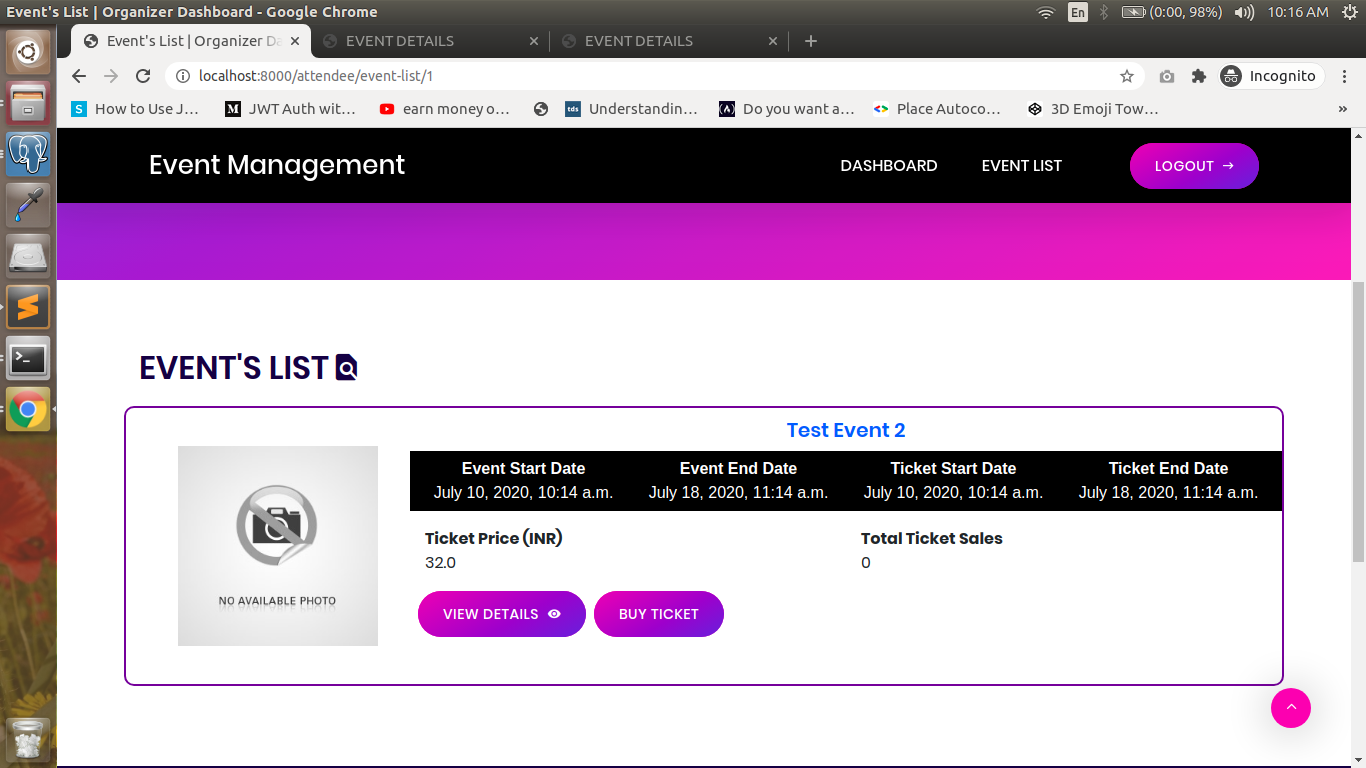 Event's List | Organizer Dashboard - Google Chrome
En
(0:00, 98%)
10:16 AM
Event's List | Organizer Da
EVENT DETAILS
EVENT DETAILS
localhost:8000/attendee/event-list/1
Incognito
S
How to Use J...
M
JWT Auth wit...
earn money o...
tds
Understandin...
Do you want a...
Place Autoco...
3D Emoji Tow...
»
Event Management
DASHBOARD
EVENT LIST
LOGOUT →
EVENT'S LIST
Test Event 2
Event Start Date
Event End Date
Ticket Start Date
Ticket End Date
July 10, 2020, 10:14 a.m.
July 18, 2020, 11:14 a.m.
July 10, 2020, 10:14 a.m.
July 18, 2020, 11:14 a.m.
NO AVAILABLE PHOTO
Ticket Price (INR)
Total Ticket Sales
32.0
0
VIEW DETAILS
BUY TICKET